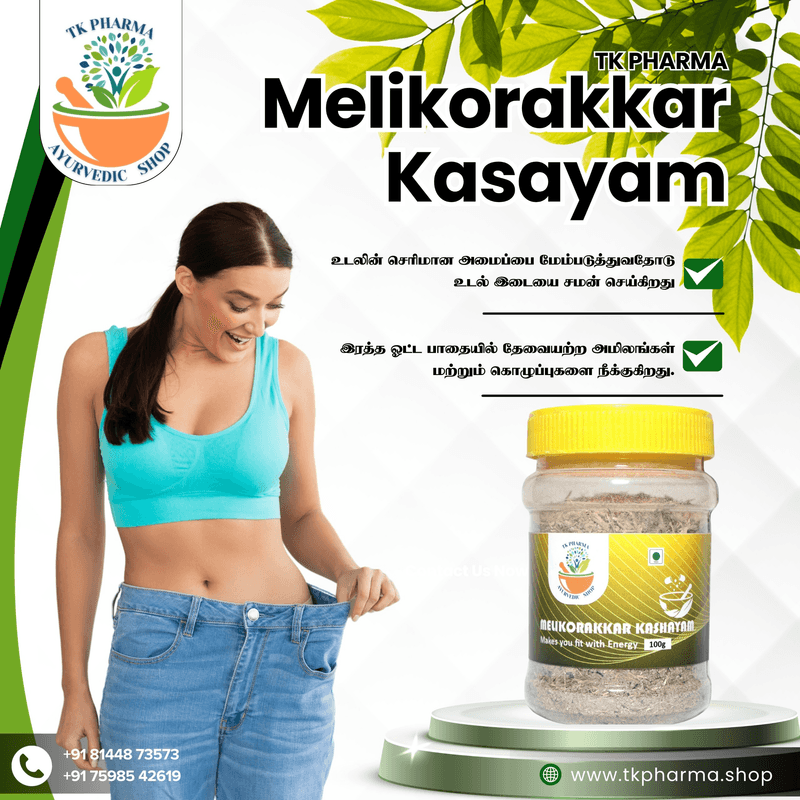 TK PHARMA
AYURVEDIC SHOP
TK PHARMA
Melikorakkar
Kasayam
உடலின் செரிமான அமைப்பை மேம்படுத்துவதோடு
உடல் இடையை சமன் செய்கிறது
இரத்த ஓட்ட பாதையில் தேவையற்ற அமிலங்கள்
மற்றும் கொழுப்புகளை நீக்குகிறது.
TK PHARMA
AYURVEDIC SHOP
MELIKORAKKAR KASHAYAM
Makes you fit with Energy 100g
+91 81448 73573
+91 75985 42619
www.tkpharma.shop